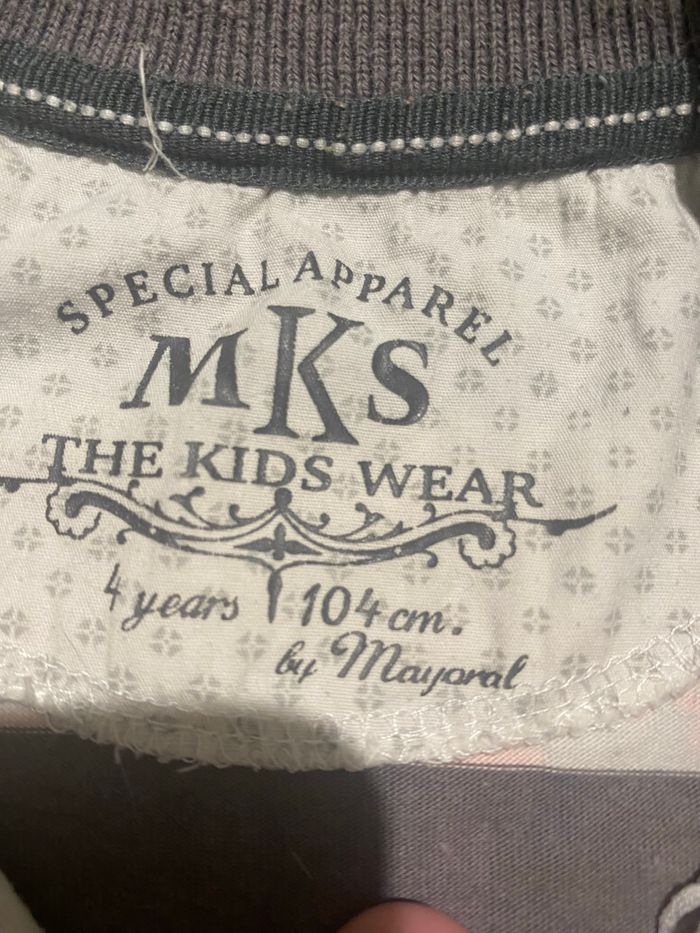 SPECIAL APPAREL
MKS
THE KIDS WEAR
4 years 104 cm.
by Mayoral